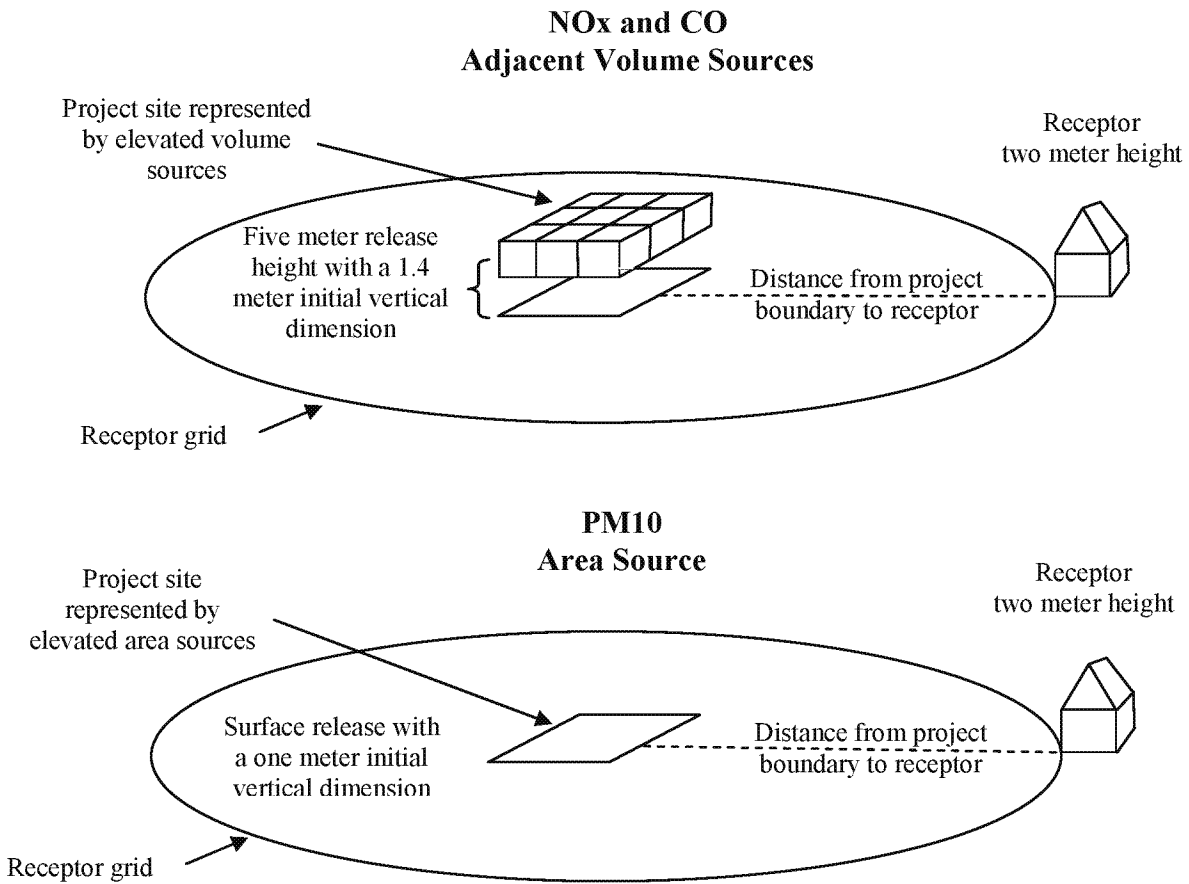 NOx and CO
Adjacent Volume Sources
Project site represented
by elevated volume
sources
Receptor
two meter height
Five meter release
height with a 1.4
meter initial vertical
dimension
Distance from project
boundary to receptor
Receptor grid
PM10
Area Source
Project site
represented by
elevated area sources
Receptor
two meter height
Surface release with
a one meter initial
vertical dimension
Distance from project
boundary to receptor
Receptor grid